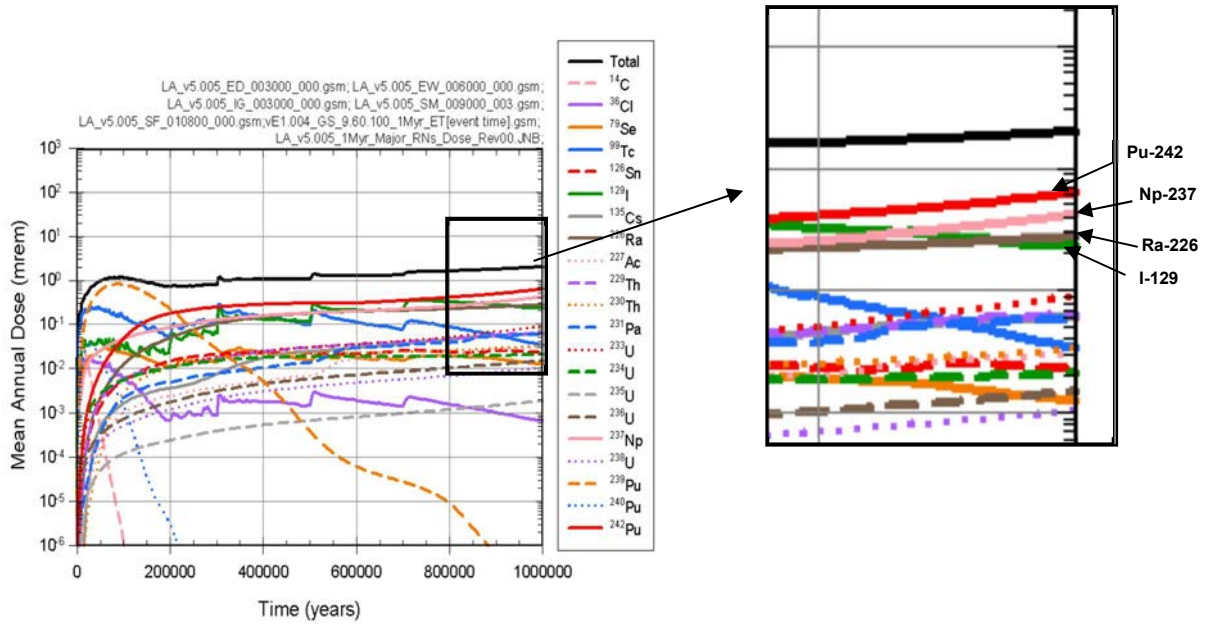 LA_v5.005_ED_003000_000.gsm; LA_v5.005_EW_006000_000.gsm;
LA_v5.005_IG_003000_000.gsm; LA_v5.005_SM_009000_003.gsm;
LA_v5.005_SF_010800_000.gsm;vE1.004_GS_9.60.100_1Myr_ET[event time].gsm;
LA_v5.005_1Myr_Major_RNs_Dose_Rev00.JNB;
Mean Annual Dose (mrem)
10³
10²
10¹
10⁰
10⁻¹
10⁻²
10⁻³
10⁻⁴
10⁻⁵
10⁻⁶
0 200000 400000 600000 800000 1000000
Time (years)
Total
¹⁴C
³⁶Cl
⁷⁹Se
⁹⁹Tc
¹²⁶Sn
¹²⁹I
¹³⁵Cs
Ra
²²⁷Ac
²²⁹Th
²³⁰Th
²³¹Pa
²³³U
²³⁴U
²³⁵U
²³⁶U
²³⁷Np
²³⁸U
²³⁹Pu
²⁴⁰Pu
²⁴²Pu
Pu-242
Np-237
Ra-226
I-129